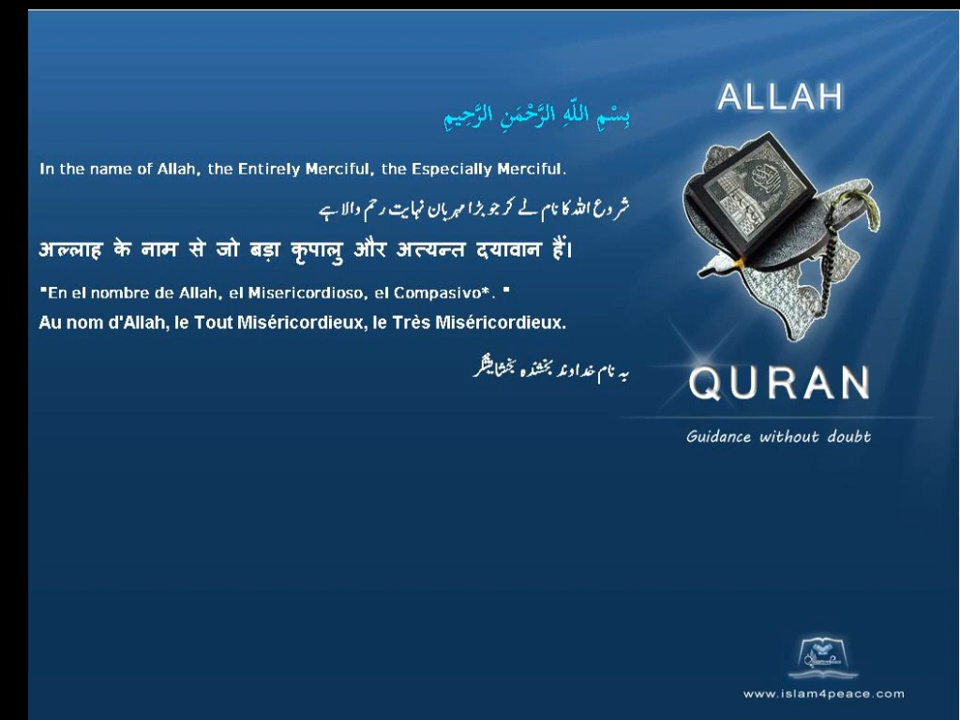 بِسْمِ اللَّهِ الرَّحْمَنِ الرَّحِيمِ
In the name of Allah, the Entirely Merciful, the Especially Merciful.
شروع الله کا نام لے کر جو بڑا مہربان نہایت رحم والا ہے
अल्लाह के नाम से जो बड़ा कृपालु और अत्यन्त दयावान हैं।
"En el nombre de Allah, el Misericordioso, el Compasivo*. "
Au nom d'Allah, le Tout Miséricordieux, le Très Miséricordieux.
به نام خداوند بخشنده بخشایشگر
ALLAH
QURAN
Guidance without doubt
www.islam4peace.com